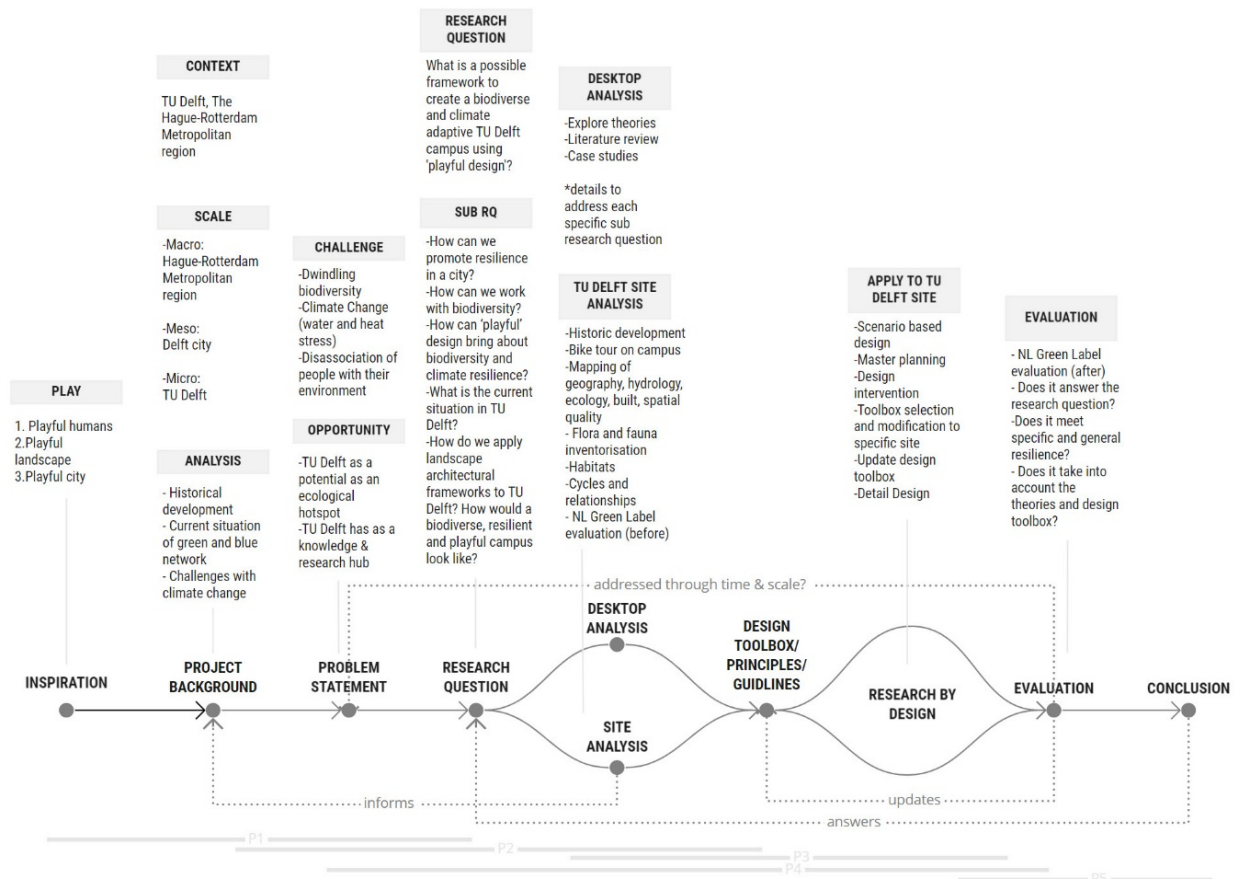 RESEARCH
QUESTION
What is a possible
framework to
create a biodiverse
and climate
adaptive TU Delft
campus using
'playful design'?
CONTEXT
TU Delft, The
Hague-Rotterdam
Metropolitan
region
DESKTOP
ANALYSIS
-Explore theories
-Literature review
-Case studies
*details to
address each
specific sub
research question
SCALE
-Macro:
Hague-Rotterdam
Metropolitan
region
-Meso:
Delft city
-Micro:
TU Delft
CHALLENGE
-Dwindling
biodiversity
-Climate Change
(water and heat
stress)
-Disassociation of
people with their
environment
SUB RQ
-How can we
promote resilience
in a city?
-How can we work
with biodiversity?
-How can 'playful'
design bring about
biodiversity and
climate resilience?
-What is the current
situation in TU
Delft?
-How do we apply
landscape
architectural
frameworks to TU
Delft? How would a
biodiverse, resilient
and playful campus
look like?
TU DELFT SITE
ANALYSIS
-Historic development
-Bike tour on campus
-Mapping of
geography, hydrology,
ecology, built, spatial
quality
- Flora and fauna
inventorisation
-Habitats
-Cycles and
relationships
- NL Green Label
evaluation (before)
APPLY TO TU
DELFT SITE
-Scenario based
design
-Master planning
-Design
intervention
-Toolbox selection
and modification to
specific site
-Update design
toolbox
-Detail Design
EVALUATION
- NL Green Label
evaluation (after)
- Does it answer the
research question?
-Does it meet
specific and general
resilience?
- Does it take into
account the
theories and design
toolbox?
PLAY
1. Playful humans
2.Playful
landscape
3.Playful city
ANALYSIS
- Historical
development
- Current situation
of green and blue
network
- Challenges with
climate change
OPPORTUNITY
-TU Delft as a
potential as an
ecological
hotspot
-TU Delft has as a
knowledge &
research hub
addressed through time & scale?
INSPIRATION
PROJECT
BACKGROUND
PROBLEM
STATEMENT
RESEARCH
QUESTION
DESKTOP
ANALYSIS
SITE
ANALYSIS
DESIGN
TOOLBOX/
PRINCIPLES/
GUIDLINES
RESEARCH BY
DESIGN
EVALUATION
CONCLUSION
informs
updates
answers
P1
P2
P3
P4
P5